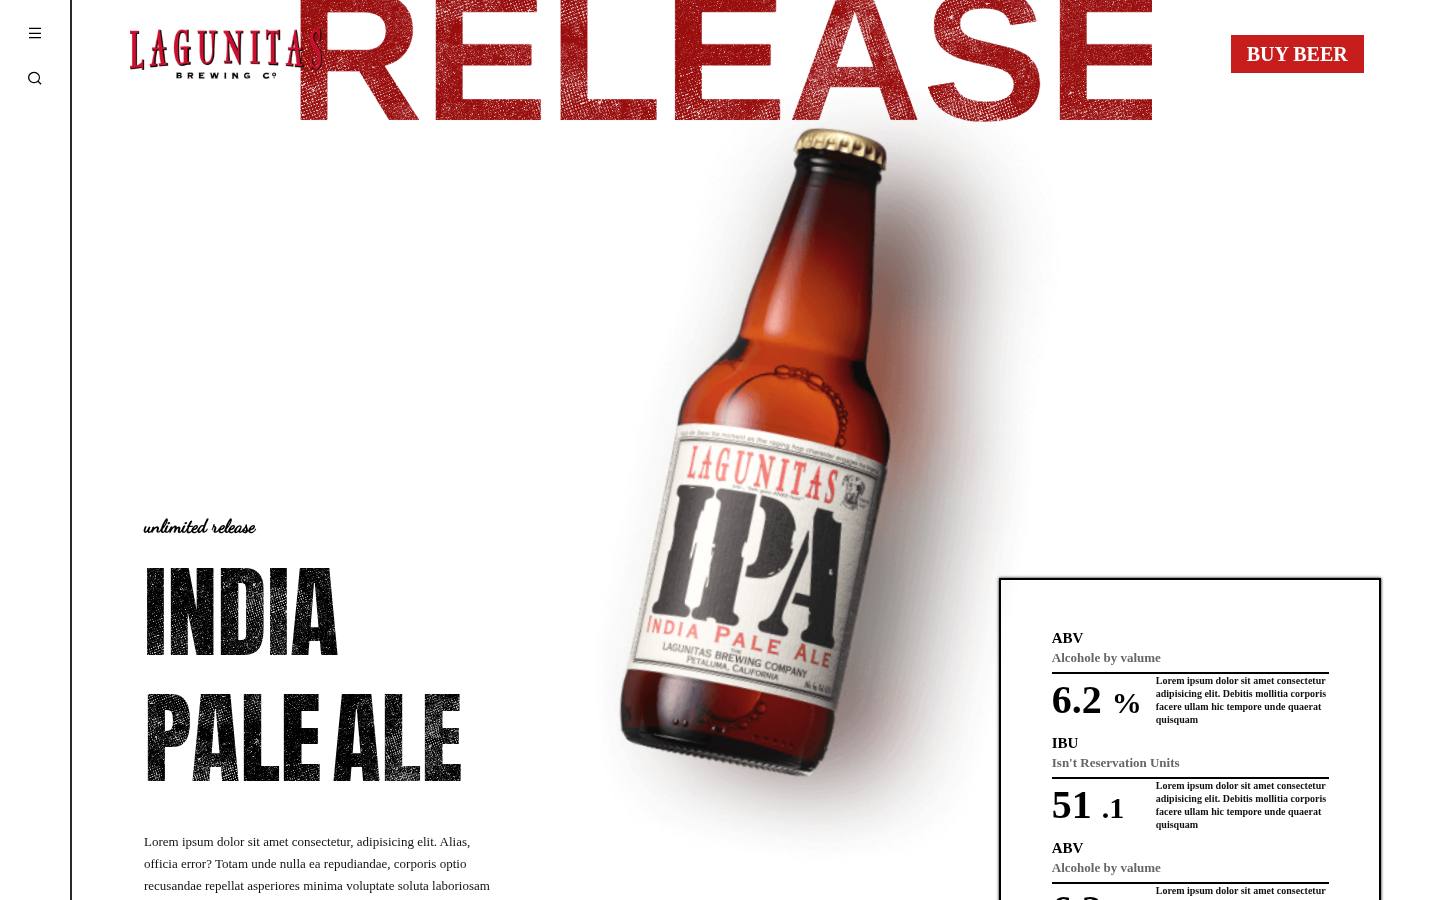 RELEASE
LAGUNITAS
BREWING Cº
BUY BEER
LAGUNITAS
IPA
INDIA PALE ALE
THE
LAGUNITAS BREWING COMPANY
PETALUMA, CALIFORNIA
unlimited release
INDIA
PALE ALE
Lorem ipsum dolor sit amet consectetur, adipisicing elit. Alias,
officia error? Totam unde nulla ea repudiandae, corporis optio
recusandae repellat asperiores minima voluptate soluta laboriosam
ABV
Alcohole by valume
6.2 %
Lorem ipsum dolor sit amet consectetur
adipisicing elit. Debitis mollitia corporis
facere ullam hic tempore unde quaerat
quisquam
IBU
Isn't Reservation Units
51 .1
Lorem ipsum dolor sit amet consectetur
adipisicing elit. Debitis mollitia corporis
facere ullam hic tempore unde quaerat
quisquam
ABV
Alcohole by valume
Lorem ipsum dolor sit amet consectetur